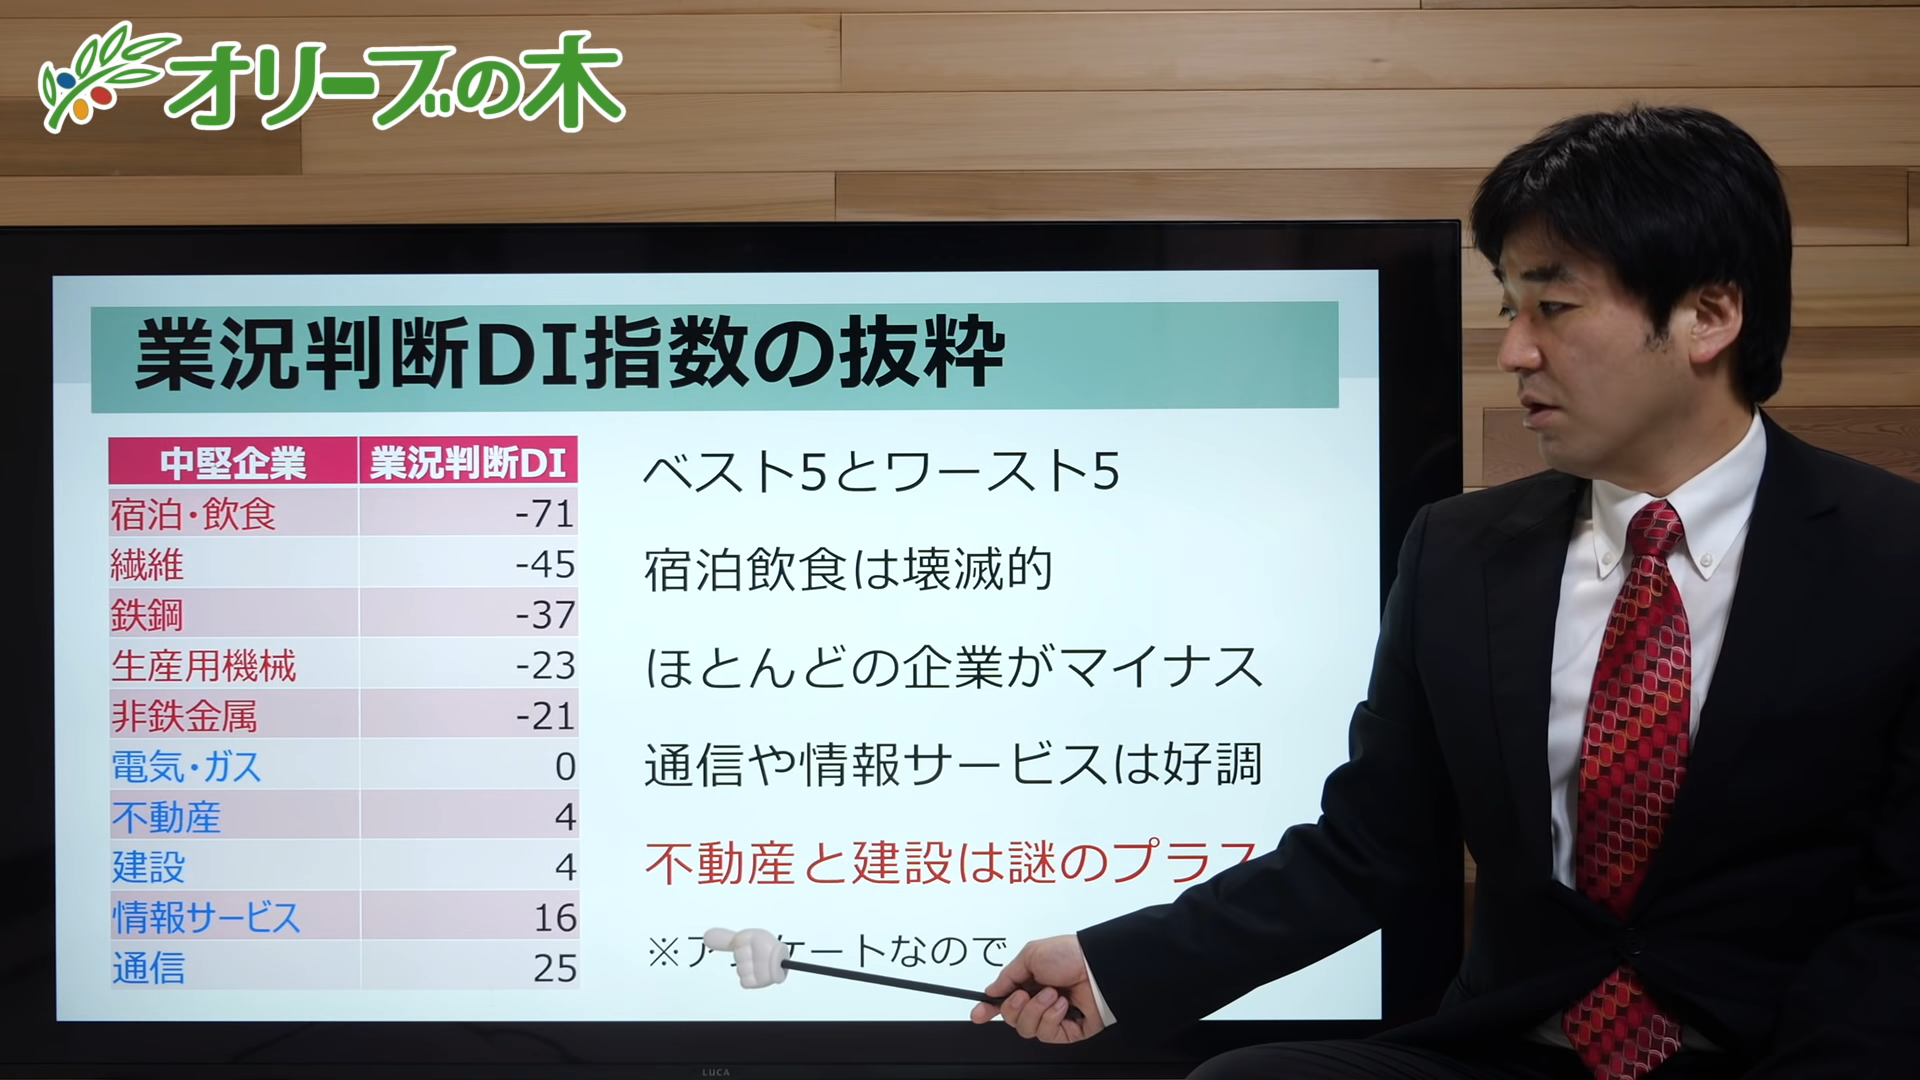 オリーブの木
業況判断DI指数の抜粋
中堅企業 業況判断DI
宿泊・飲食 -71
繊維 -45
鉄鋼 -37
生産用機械 -23
非鉄金属 -21
電気・ガス 0
不動産 4
建設 4
情報サービス 16
通信 25
ベスト5とワースト5
宿泊飲食は壊滅的
ほとんどの企業がマイナス
通信や情報サービスは好調
不動産と建設は謎のプラス
※ア ケートなので
LUCA